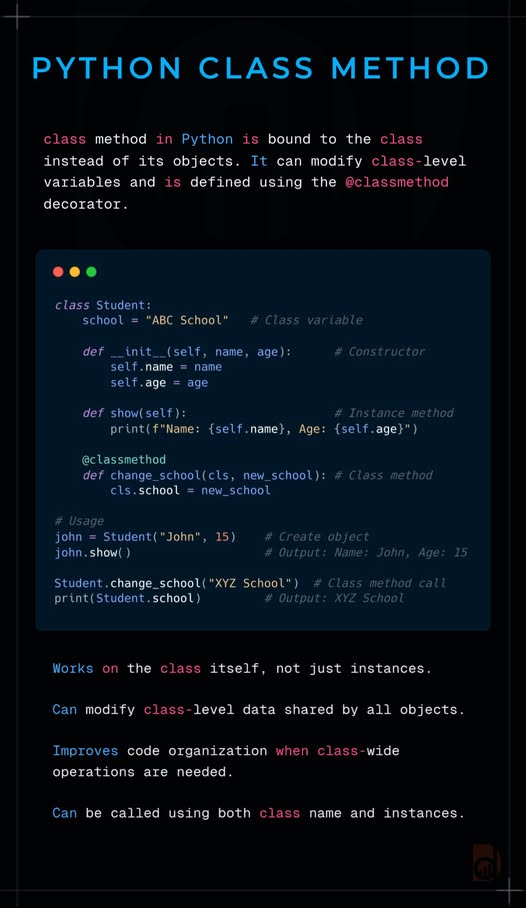 PYTHON CLASS METHOD
class method in Python is bound to the class
instead of its objects. It can modify class-level
variables and is defined using the @classmethod
decorator.
class Student:
    school = "ABC School"   # Class variable
    def __init__(self, name, age):      # Constructor
        self.name = name
        self.age = age
    def show(self):                     # Instance method
        print(f"Name: {self.name}, Age: {self.age}")
    @classmethod
    def change_school(cls, new_school): # Class method
        cls.school = new_school
# Usage
john = Student("John", 15)    # Create object
john.show()                   # Output: Name: John, Age: 15
Student.change_school("XYZ School")  # Class method call
print(Student.school)         # Output: XYZ School
Works on the class itself, not just instances.
Can modify class-level data shared by all objects.
Improves code organization when class-wide
operations are needed.
Can be called using both class name and instances.